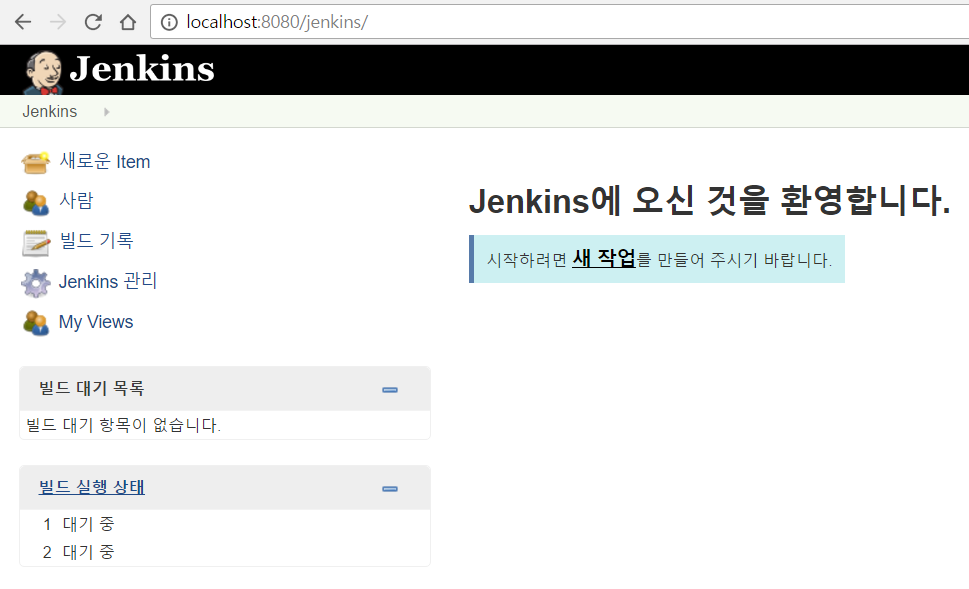 localhost:8080/jenkins/
Jenkins
Jenkins
새로운 Item
사람
빌드 기록
Jenkins 관리
My Views
빌드 대기 목록
빌드 대기 항목이 없습니다.
빌드 실행 상태
1 대기 중
2 대기 중
Jenkins에 오신 것을 환영합니다.
시작하려면 새 작업를 만들어 주시기 바랍니다.